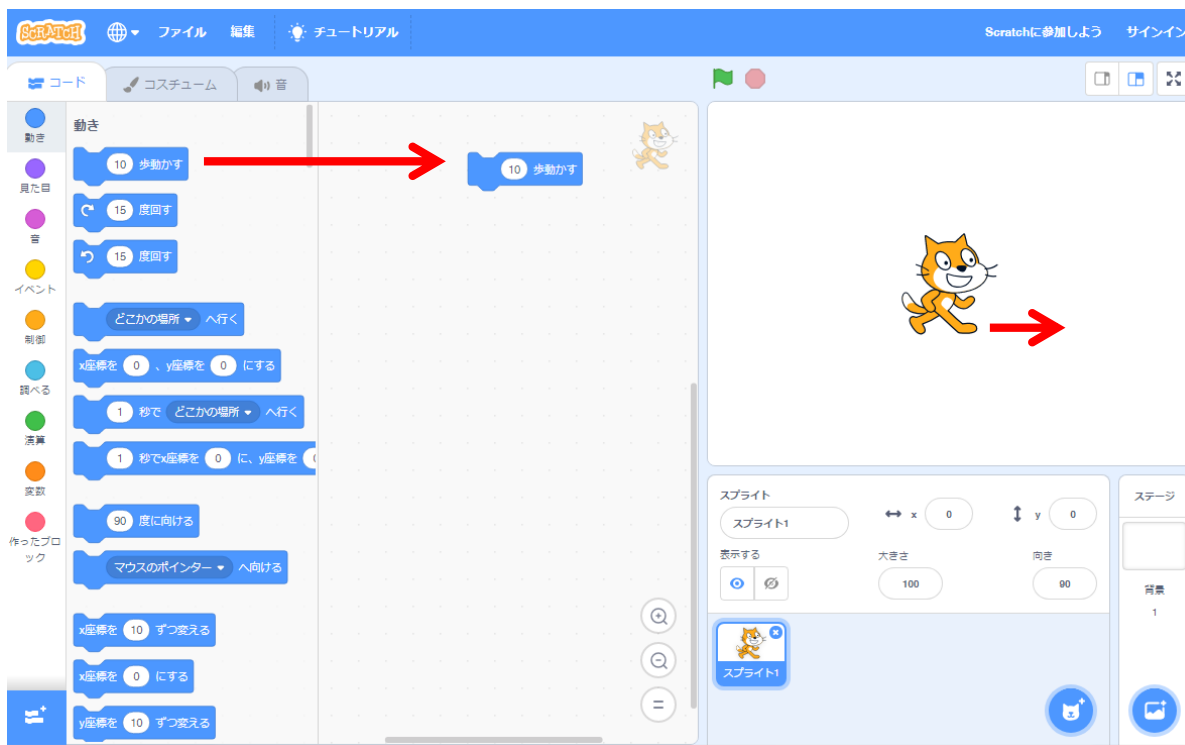 SCRATCH ファイル 編集 チュートリアル Scratchに参加しよう サインイン
コード コスチューム 音
動き
見た目
音
イベント
制御
調べる
演算
変数
作ったブロ
ック
動き
10 歩動かす
15 度回す
15 度回す
どこかの場所 へ行く
x座標を 0 、y座標を 0 にする
1 秒で どこかの場所 へ行く
1 秒でx座標を 0 に、y座標を
90 度に向ける
マウスのポインター へ向ける
x座標を 10 ずつ変える
x座標を 0 にする
y座標を 10 ずつ変える
10 歩動かす
スプライト
スプライト1 x 0 y 0
表示する 大きさ 向き
100 90
スプライト1
ステージ
背景
1